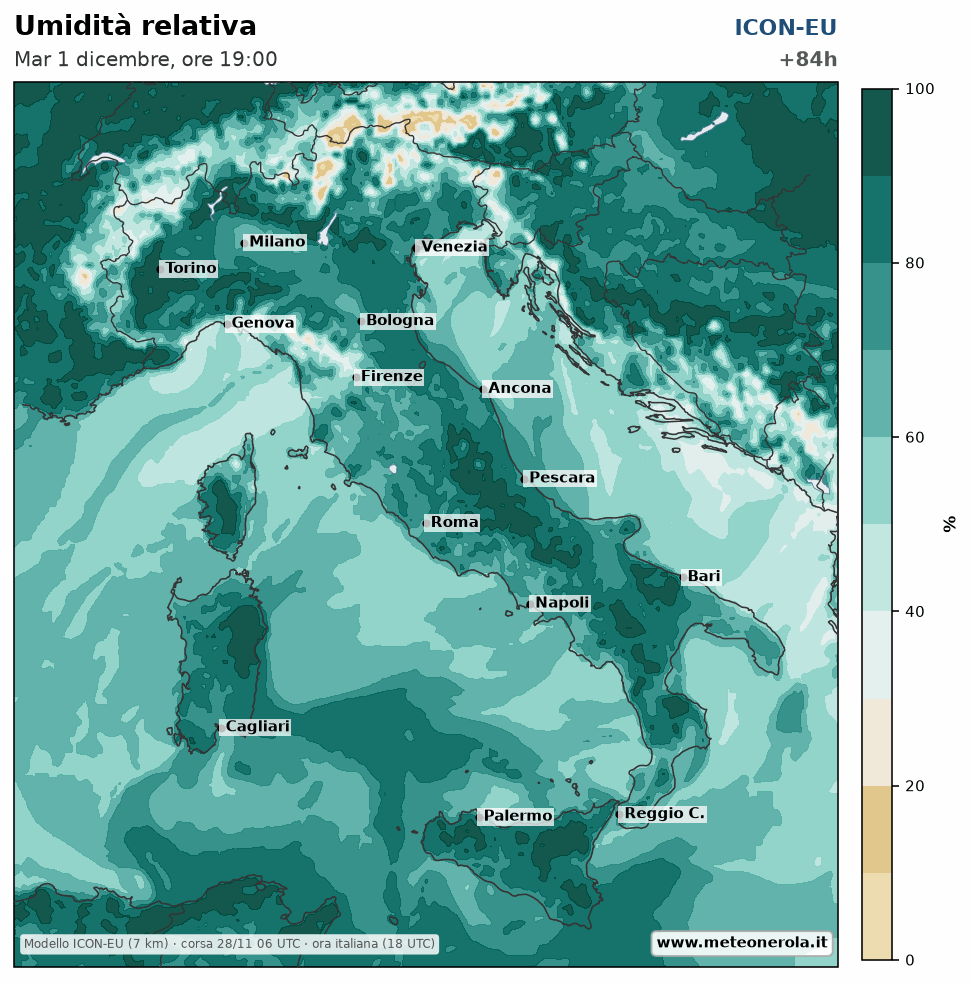 Umidità relativa
ICON-EU
Mar 1 dicembre, ore 19:00
+84h
100
80
60
40
20
0
%
Milano
Venezia
Torino
Genova
Bologna
Firenze
Ancona
Pescara
Roma
Bari
Napoli
Cagliari
Palermo
Reggio C.
Modello ICON-EU (7 km) · corsa 28/11 06 UTC · ora italiana (18 UTC)
www.meteonerola.it